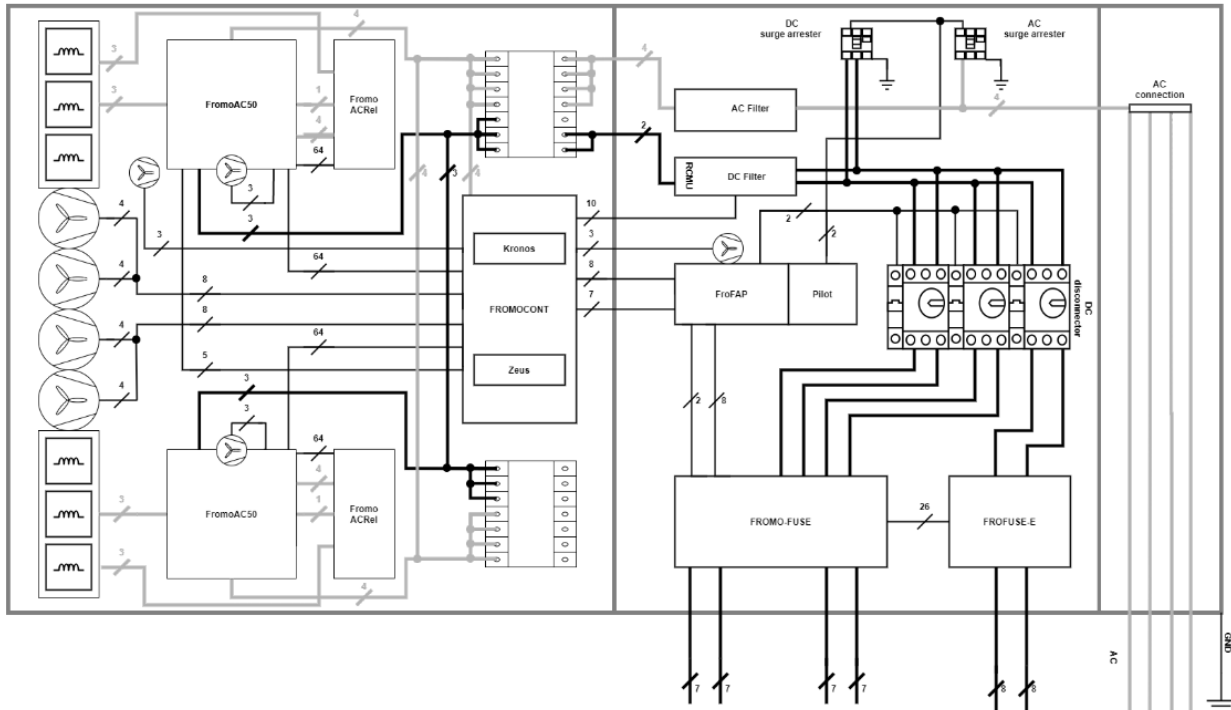 DC
surge arrester
AC
surge arrester
3
4
4
AC
connection
4
3
FromoAC50
1
4
Fromo
ACRel
AC Filter
64
2
RCMU
DC Filter
3
4
3
4
3
3
10
2
2
4
3
Kronos
3
64
8
4
8
FROMOCONT
7
FroFAP
Pilot
DC
disconnector
8
4
64
5
Zeus
4
3
3
2
8
64
4
3
FromoAC50
1
Fromo
ACRel
FROMO-FUSE
26
FROFUSE-E
3
4
GND
AC
7
7
7
7
8
8